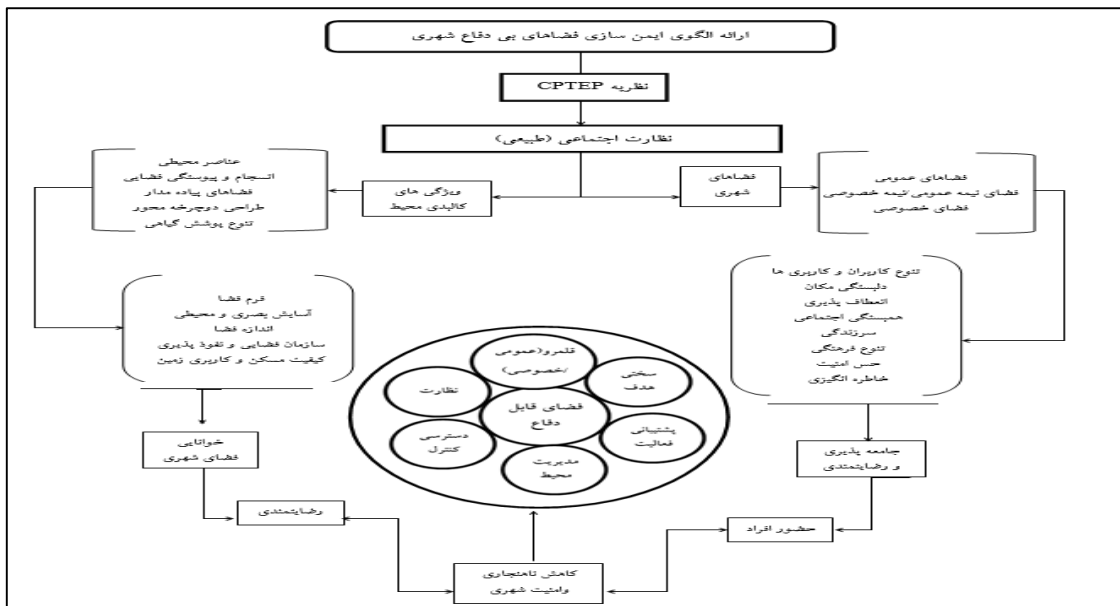 ارائه الگوی ایمن سازی فضاهای بی دفاع شهری
نظریه CPTEP
نظارت اجتماعی (طبیعی)
فضاهای
شهری
ویژگی های
کالبدی محیط
فضاهای عمومی
فضای نیمه عمومی/نیمه خصوصی
فضای خصوصی
عناصر محیطی
انسجام و پیوستگی فضایی
فضاهای پیاده مدار
طراحی دوچرخه محور
تنوع پوشش گیاهی
تنوع کاربران و کاربری ها
دلبستگی مکان
انعطاف پذیری
همبستگی اجتماعی
سرزندگی
تنوع فرهنگی
حس امنیت
خاطره انگیزی
فرم فضا
آسایش بصری و محیطی
اندازه فضا
سازمان فضایی و نفوذ پذیری
کیفیت مسکن و کاربری زمین
قلمرو(عمومی
/خصوصی)
سختی
هدف
نظارت
فضای قابل
دفاع
پشتیبانی
فعالیت
دسترسی
کنترل
مدیریت
محیط
جامعه پذیری
و رضایتمندی
خوانایی
فضای شهری
حضور افراد
رضایتمندی
کاهش ناهنجاری
وامنیت شهری